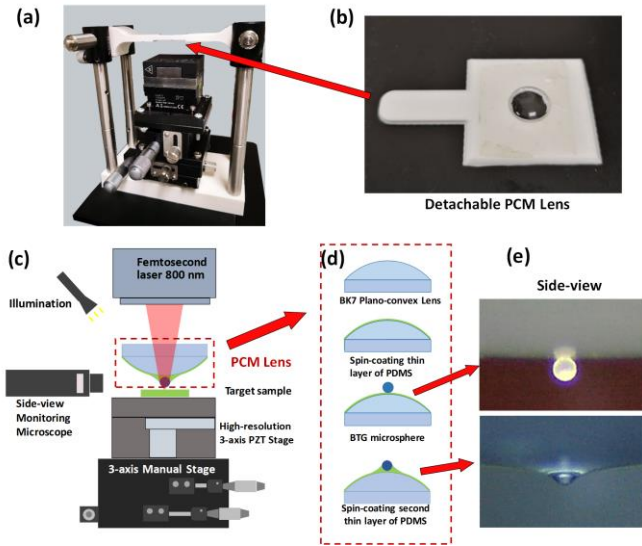 (a)
(b)
Detachable PCM Lens
(c)
Femtosecond
laser 800 nm
Illumination
PCM Lens
Target sample
Side-view
Monitoring
Microscope
High-resolution
3-axis PZT Stage
3-axis Manual Stage
(d)
BK7 Plano-convex Lens
Spin-coating thin
layer of PDMS
BTG microsphere
Spin-coating second
thin layer of PDMS
(e)
Side-view